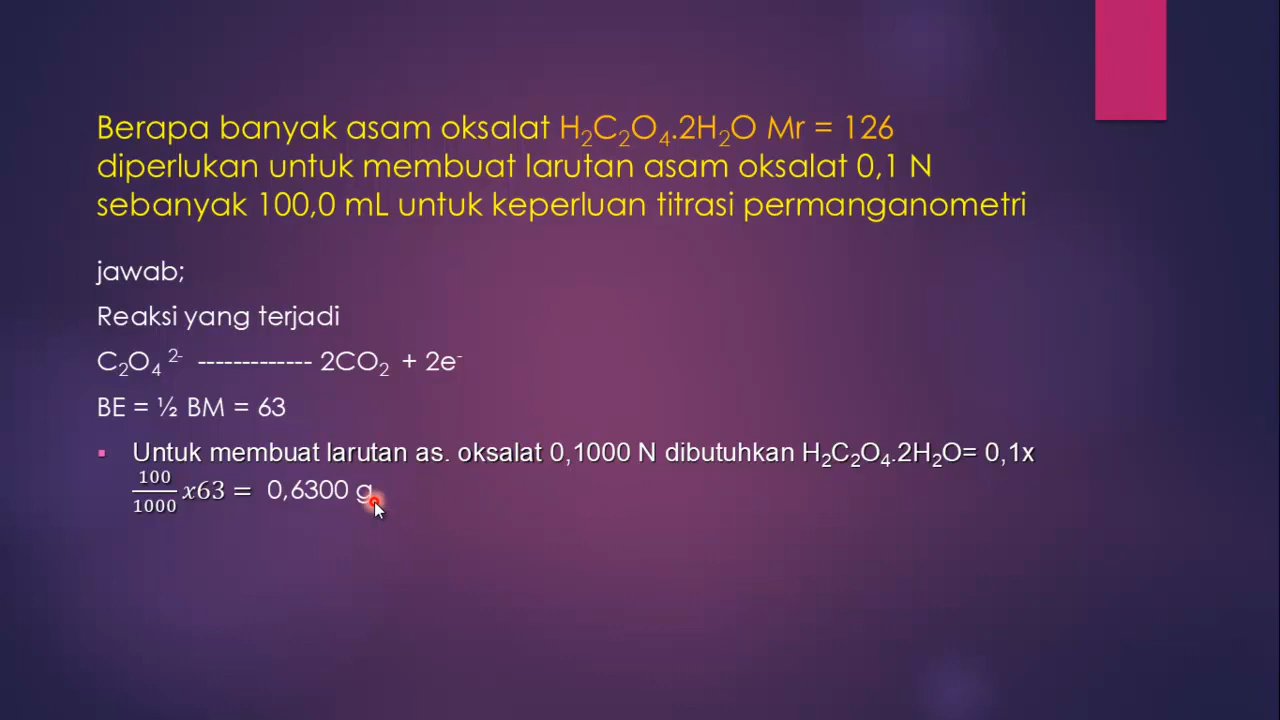 Berapa banyak asam oksalat H₂C₂O₄.2H₂O Mr = 126
diperlukan untuk membuat larutan asam oksalat 0,1 N
sebanyak 100,0 mL untuk keperluan titrasi permanganometri
jawab;
Reaksi yang terjadi
C₂O₄ ²⁻ ------------- 2CO₂ + 2e⁻
BE = ½ BM = 63
▪ Untuk membuat larutan as. oksalat 0,1000 N dibutuhkan H₂C₂O₄.2H₂O= 0,1x
100/1000 x63 = 0,6300 g